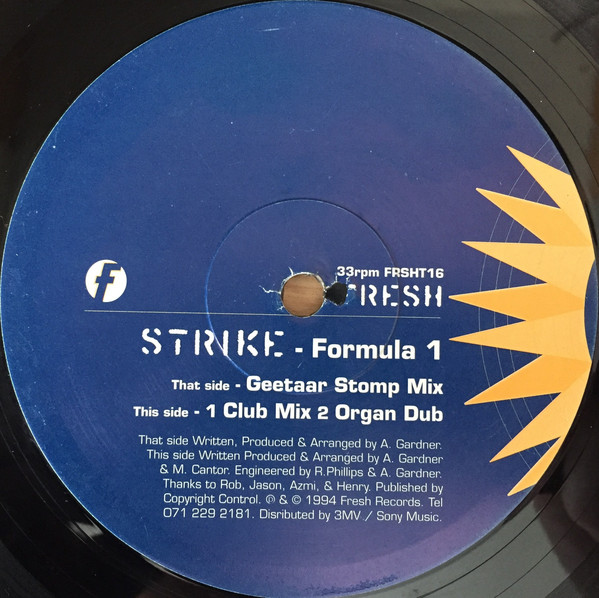 33rpm FRSHT16
f
FRESH
STRIKE - Formula 1
That side - Geetaar Stomp Mix
This side - 1 Club Mix 2 Organ Dub
That side Written, Produced & Arranged by A. Gardner.
This side Written Produced & Arranged by A. Gardner
& M. Cantor. Engineered by R.Phillips & A. Gardner.
Thanks to Rob, Jason, Azmi, & Henry. Published by
Copyright Control. ℗ & © 1994 Fresh Records. Tel
071 229 2181. Disributed by 3MV / Sony Music.